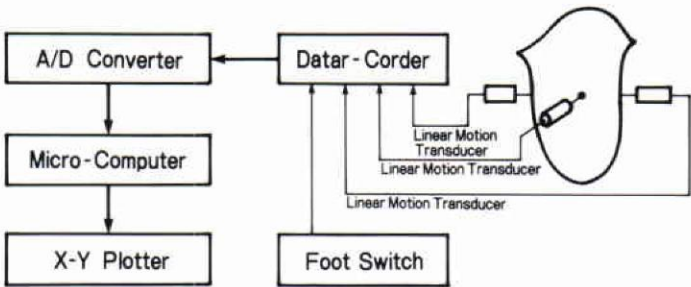 A/D Converter
Datar-Corder
Linear Motion
Transducer
Micro-Computer
Linear Motion Transducer
Linear Motion Transducer
X-Y Plotter
Foot Switch